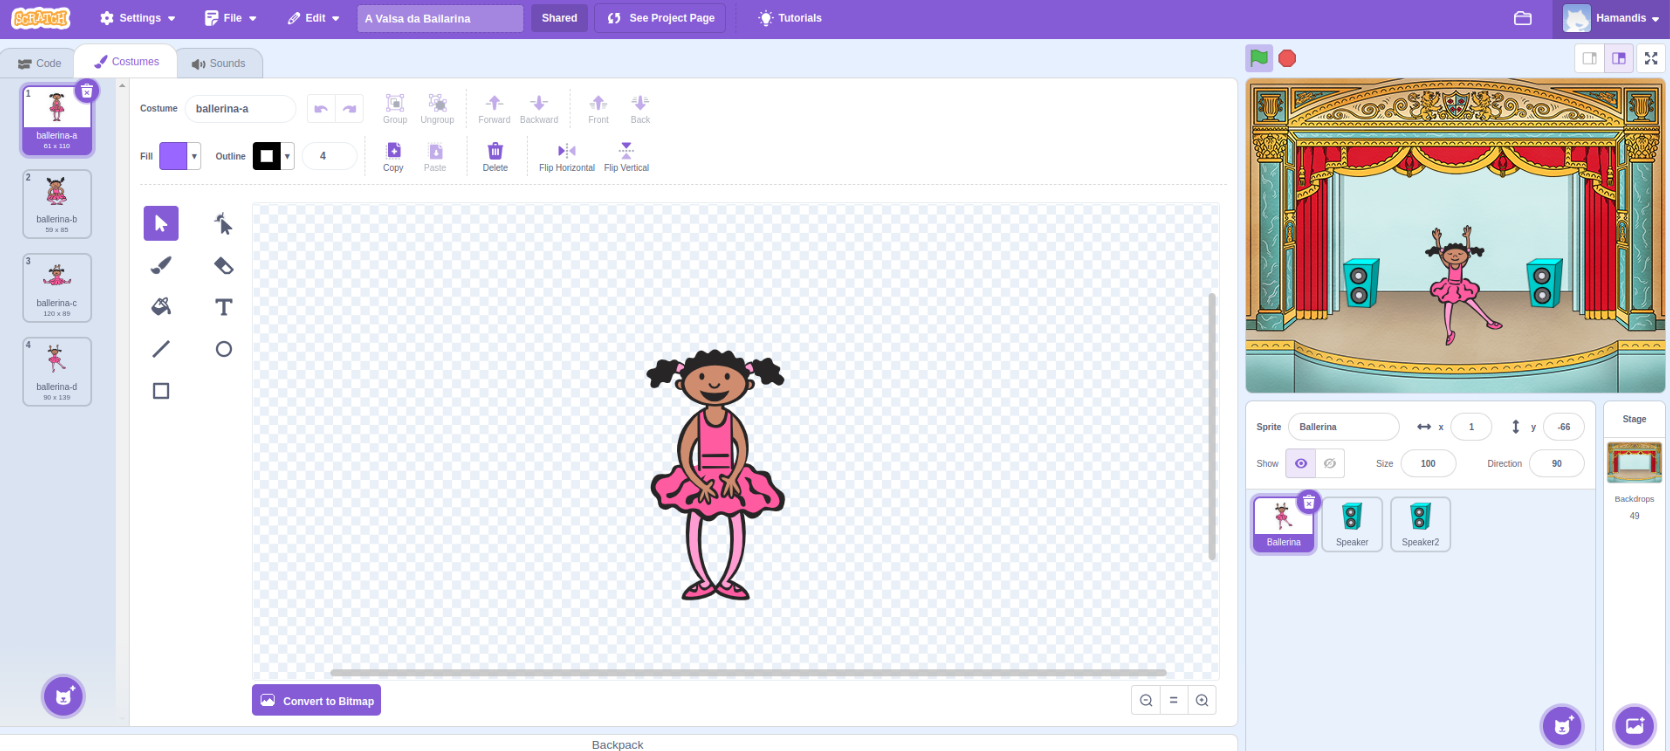 SCRATCH
Settings
File
Edit
A Valsa da Bailarina
Shared
See Project Page
Tutorials
Hamandis
Code
Costumes
Sounds
1
ballerina-a
61 x 110
2
ballerina-b
59 x 85
3
ballerina-c
120 x 89
4
ballerina-d
90 x 139
Costume
ballerina-a
Group
Ungroup
Forward
Backward
Front
Back
Fill
Outline
4
Copy
Paste
Delete
Flip Horizontal
Flip Vertical
T
Convert to Bitmap
Backpack
Sprite
Ballerina
x
1
y
-66
Show
Size
100
Direction
90
Ballerina
Speaker
Speaker2
Stage
Backdrops
49